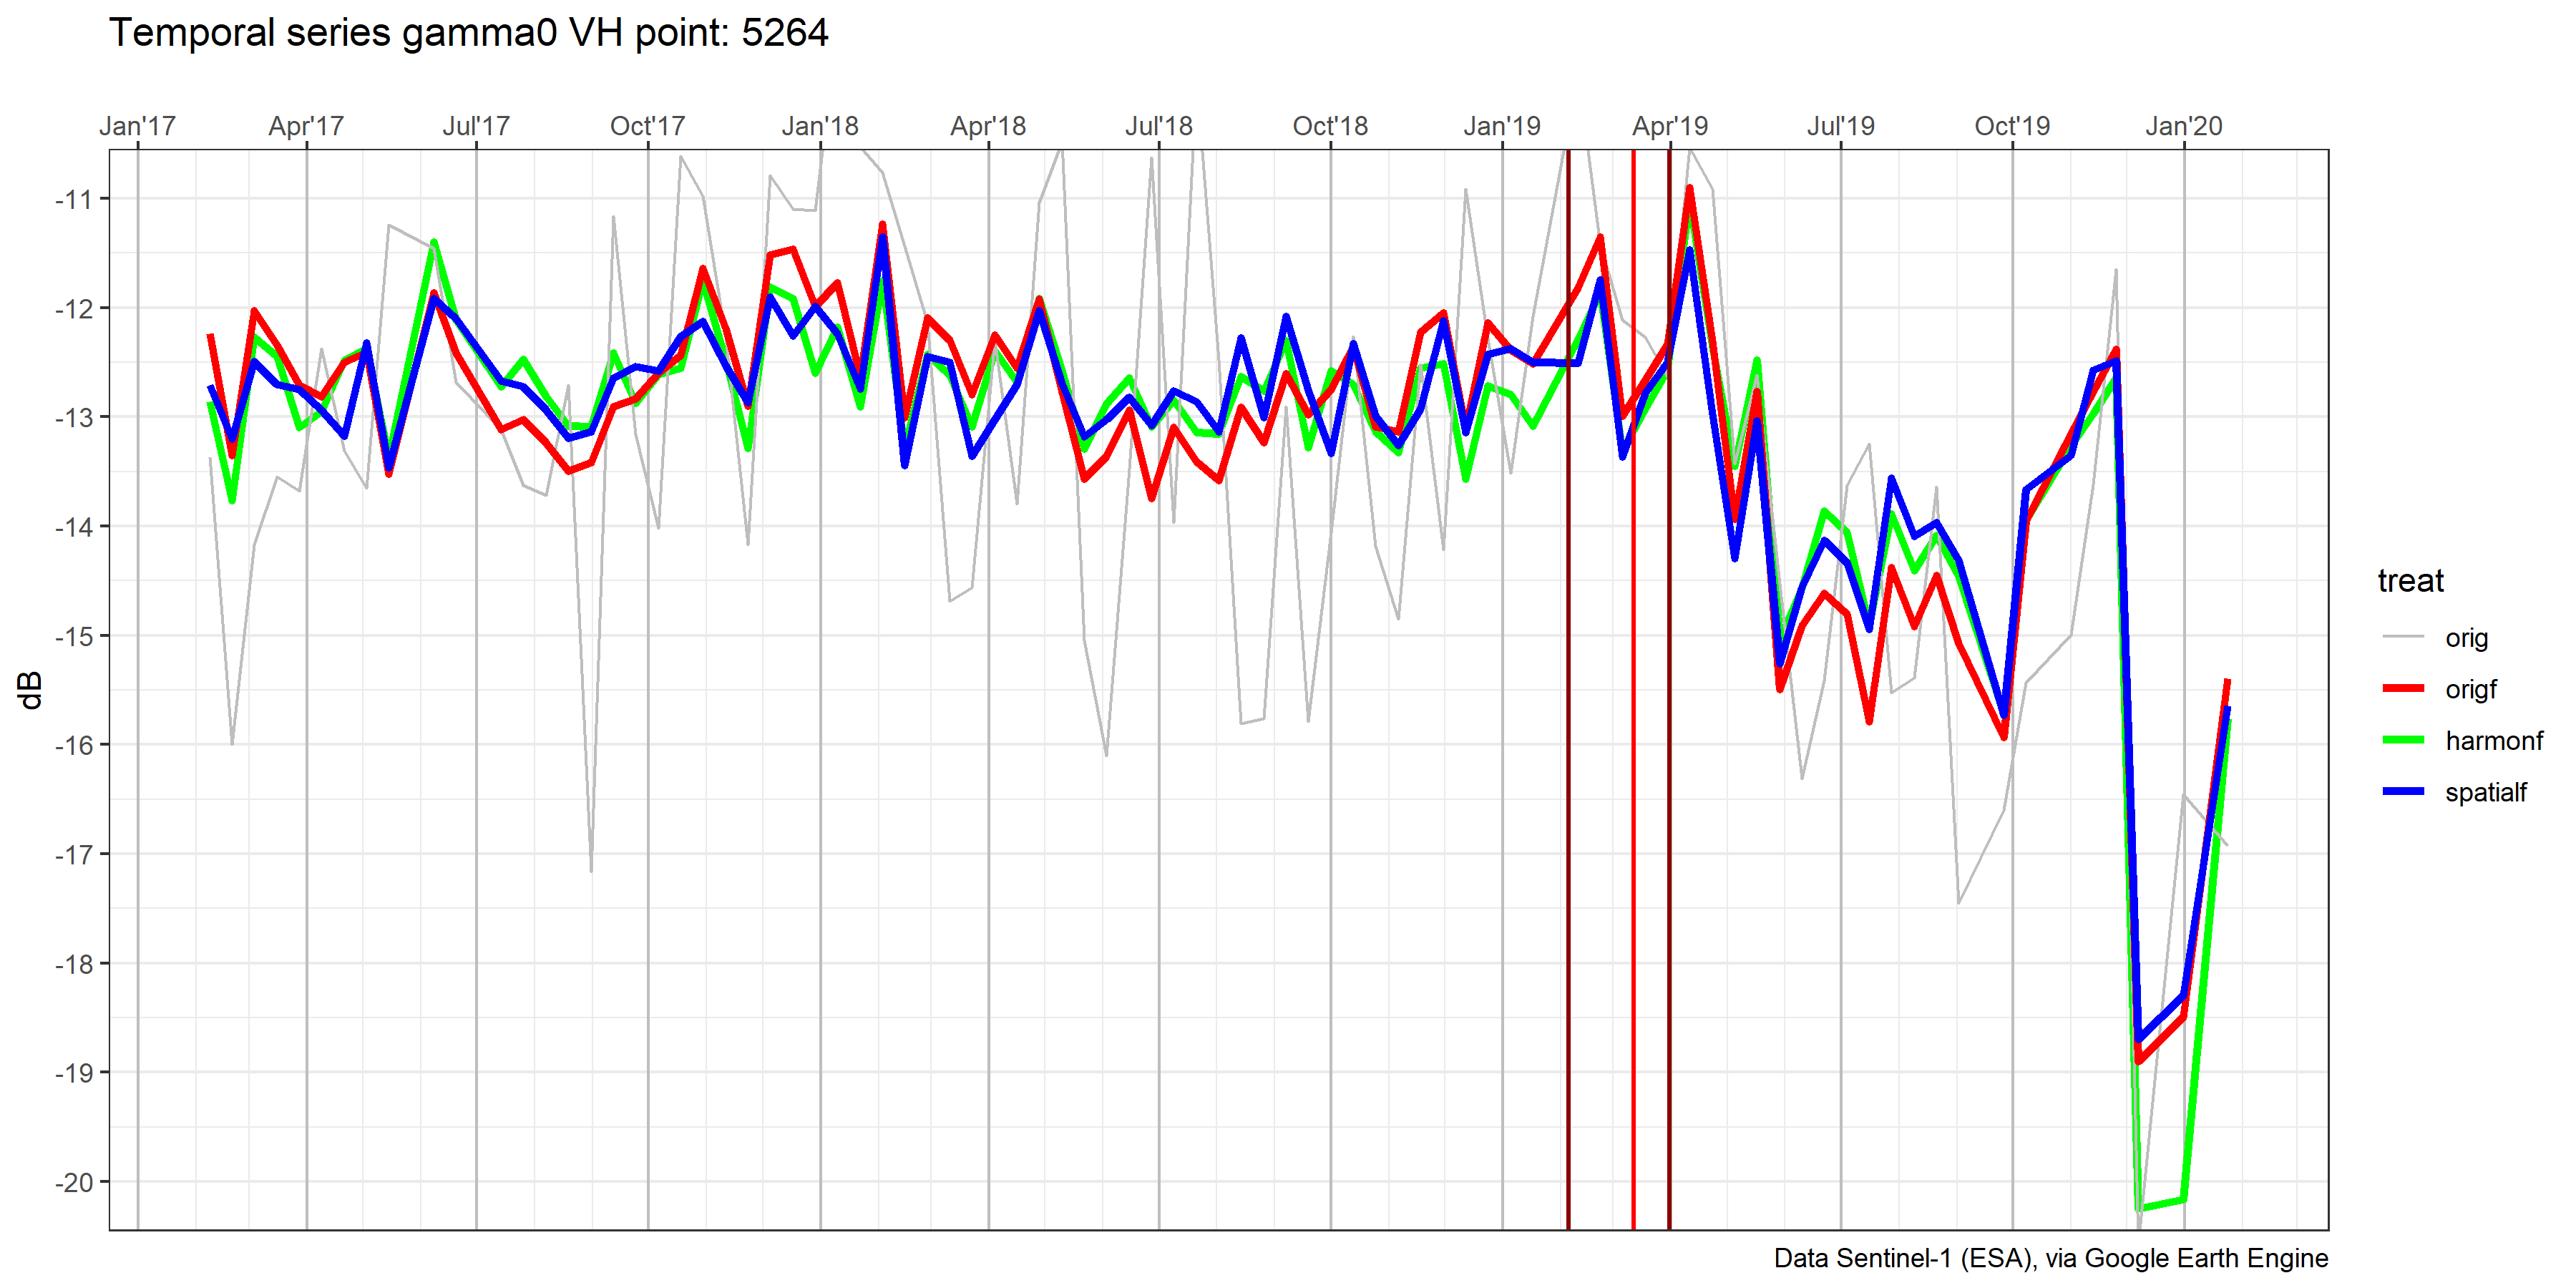 Temporal series gamma0 VH point: 5264
Jan'17 Apr'17 Jul'17 Oct'17 Jan'18 Apr'18 Jul'18 Oct'18 Jan'19 Apr'19 Jul'19 Oct'19 Jan'20
-11
-12
-13
-14
-15
-16
-17
-18
-19
-20
dB
treat
orig
origf
harmonf
spatialf
Data Sentinel-1 (ESA), via Google Earth Engine